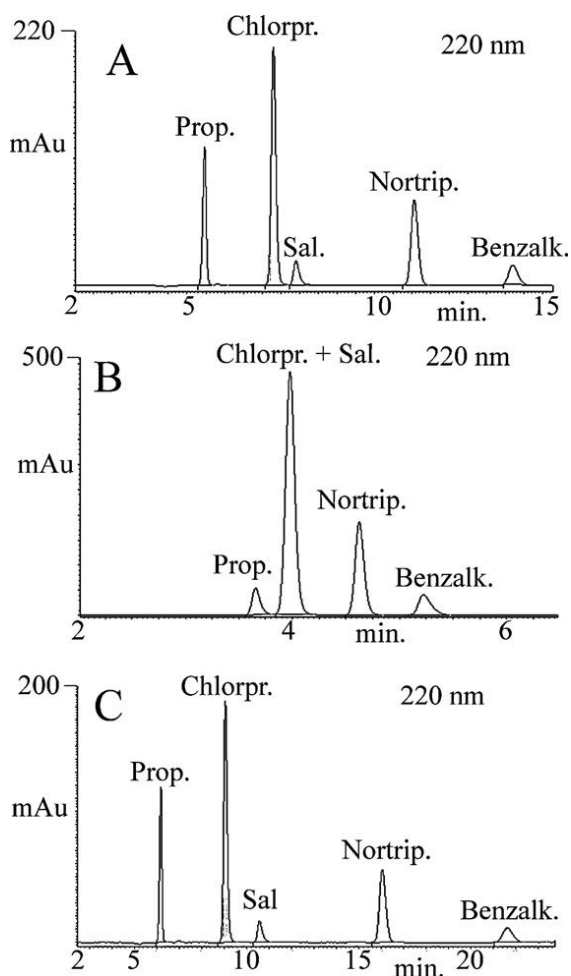 220
A
Chlorpr.
220 nm
mAu
Prop.
Sal.
Nortrip.
Benzalk.
2
5
10
15
min.
500
B
Chlorpr. + Sal.
220 nm
mAu
Prop.
Nortrip.
Benzalk.
2
4
min.
6
200
C
Chlorpr.
220 nm
mAu
Prop.
Sal
Nortrip.
Benzalk.
2
5
10
15
min.
20